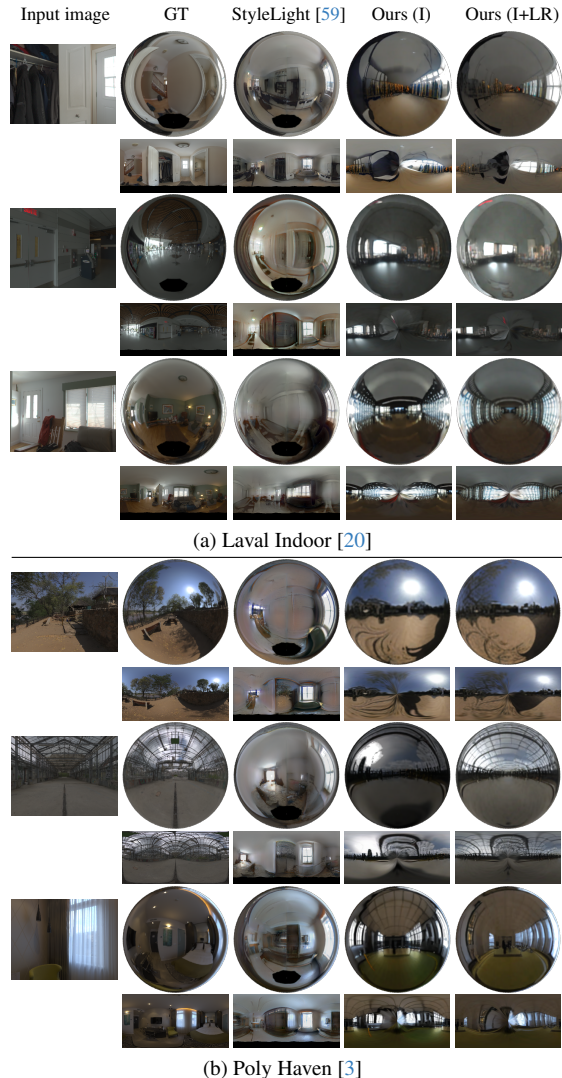 Input image GT StyleLight [59] Ours (I) Ours (I+LR)
(a) Laval Indoor [20]
(b) Poly Haven [3]